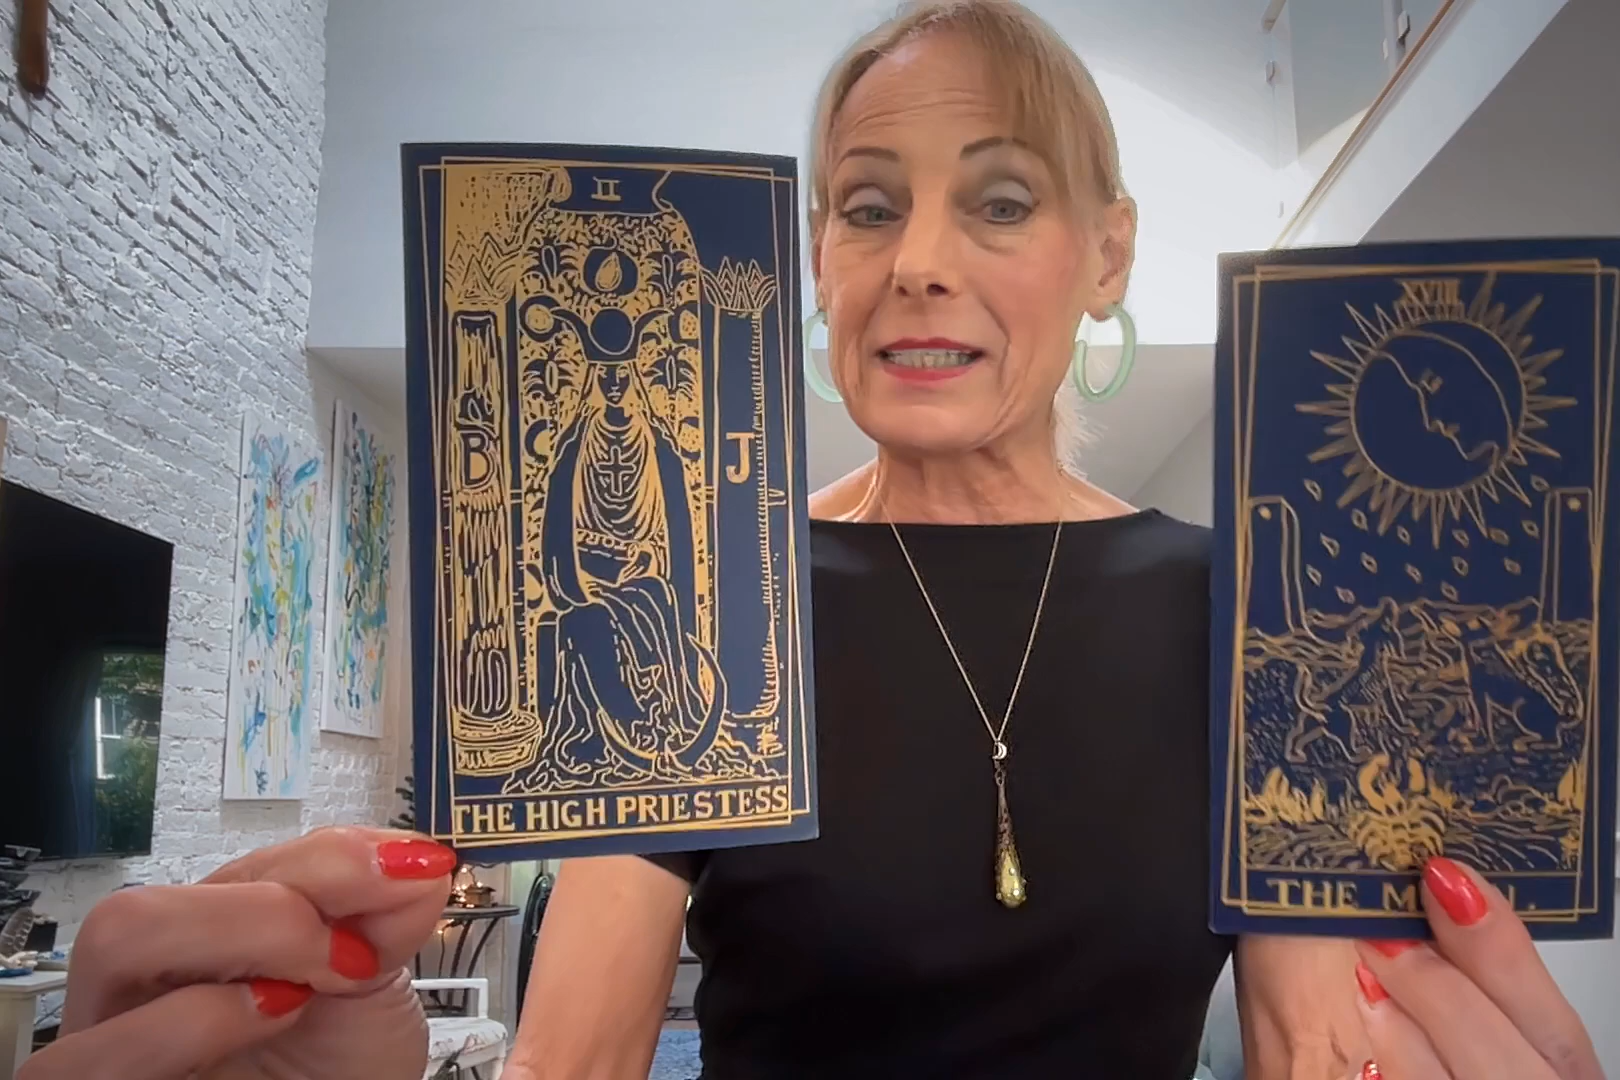 II
B
J
THE HIGH PRIESTESS
XVIII
THE